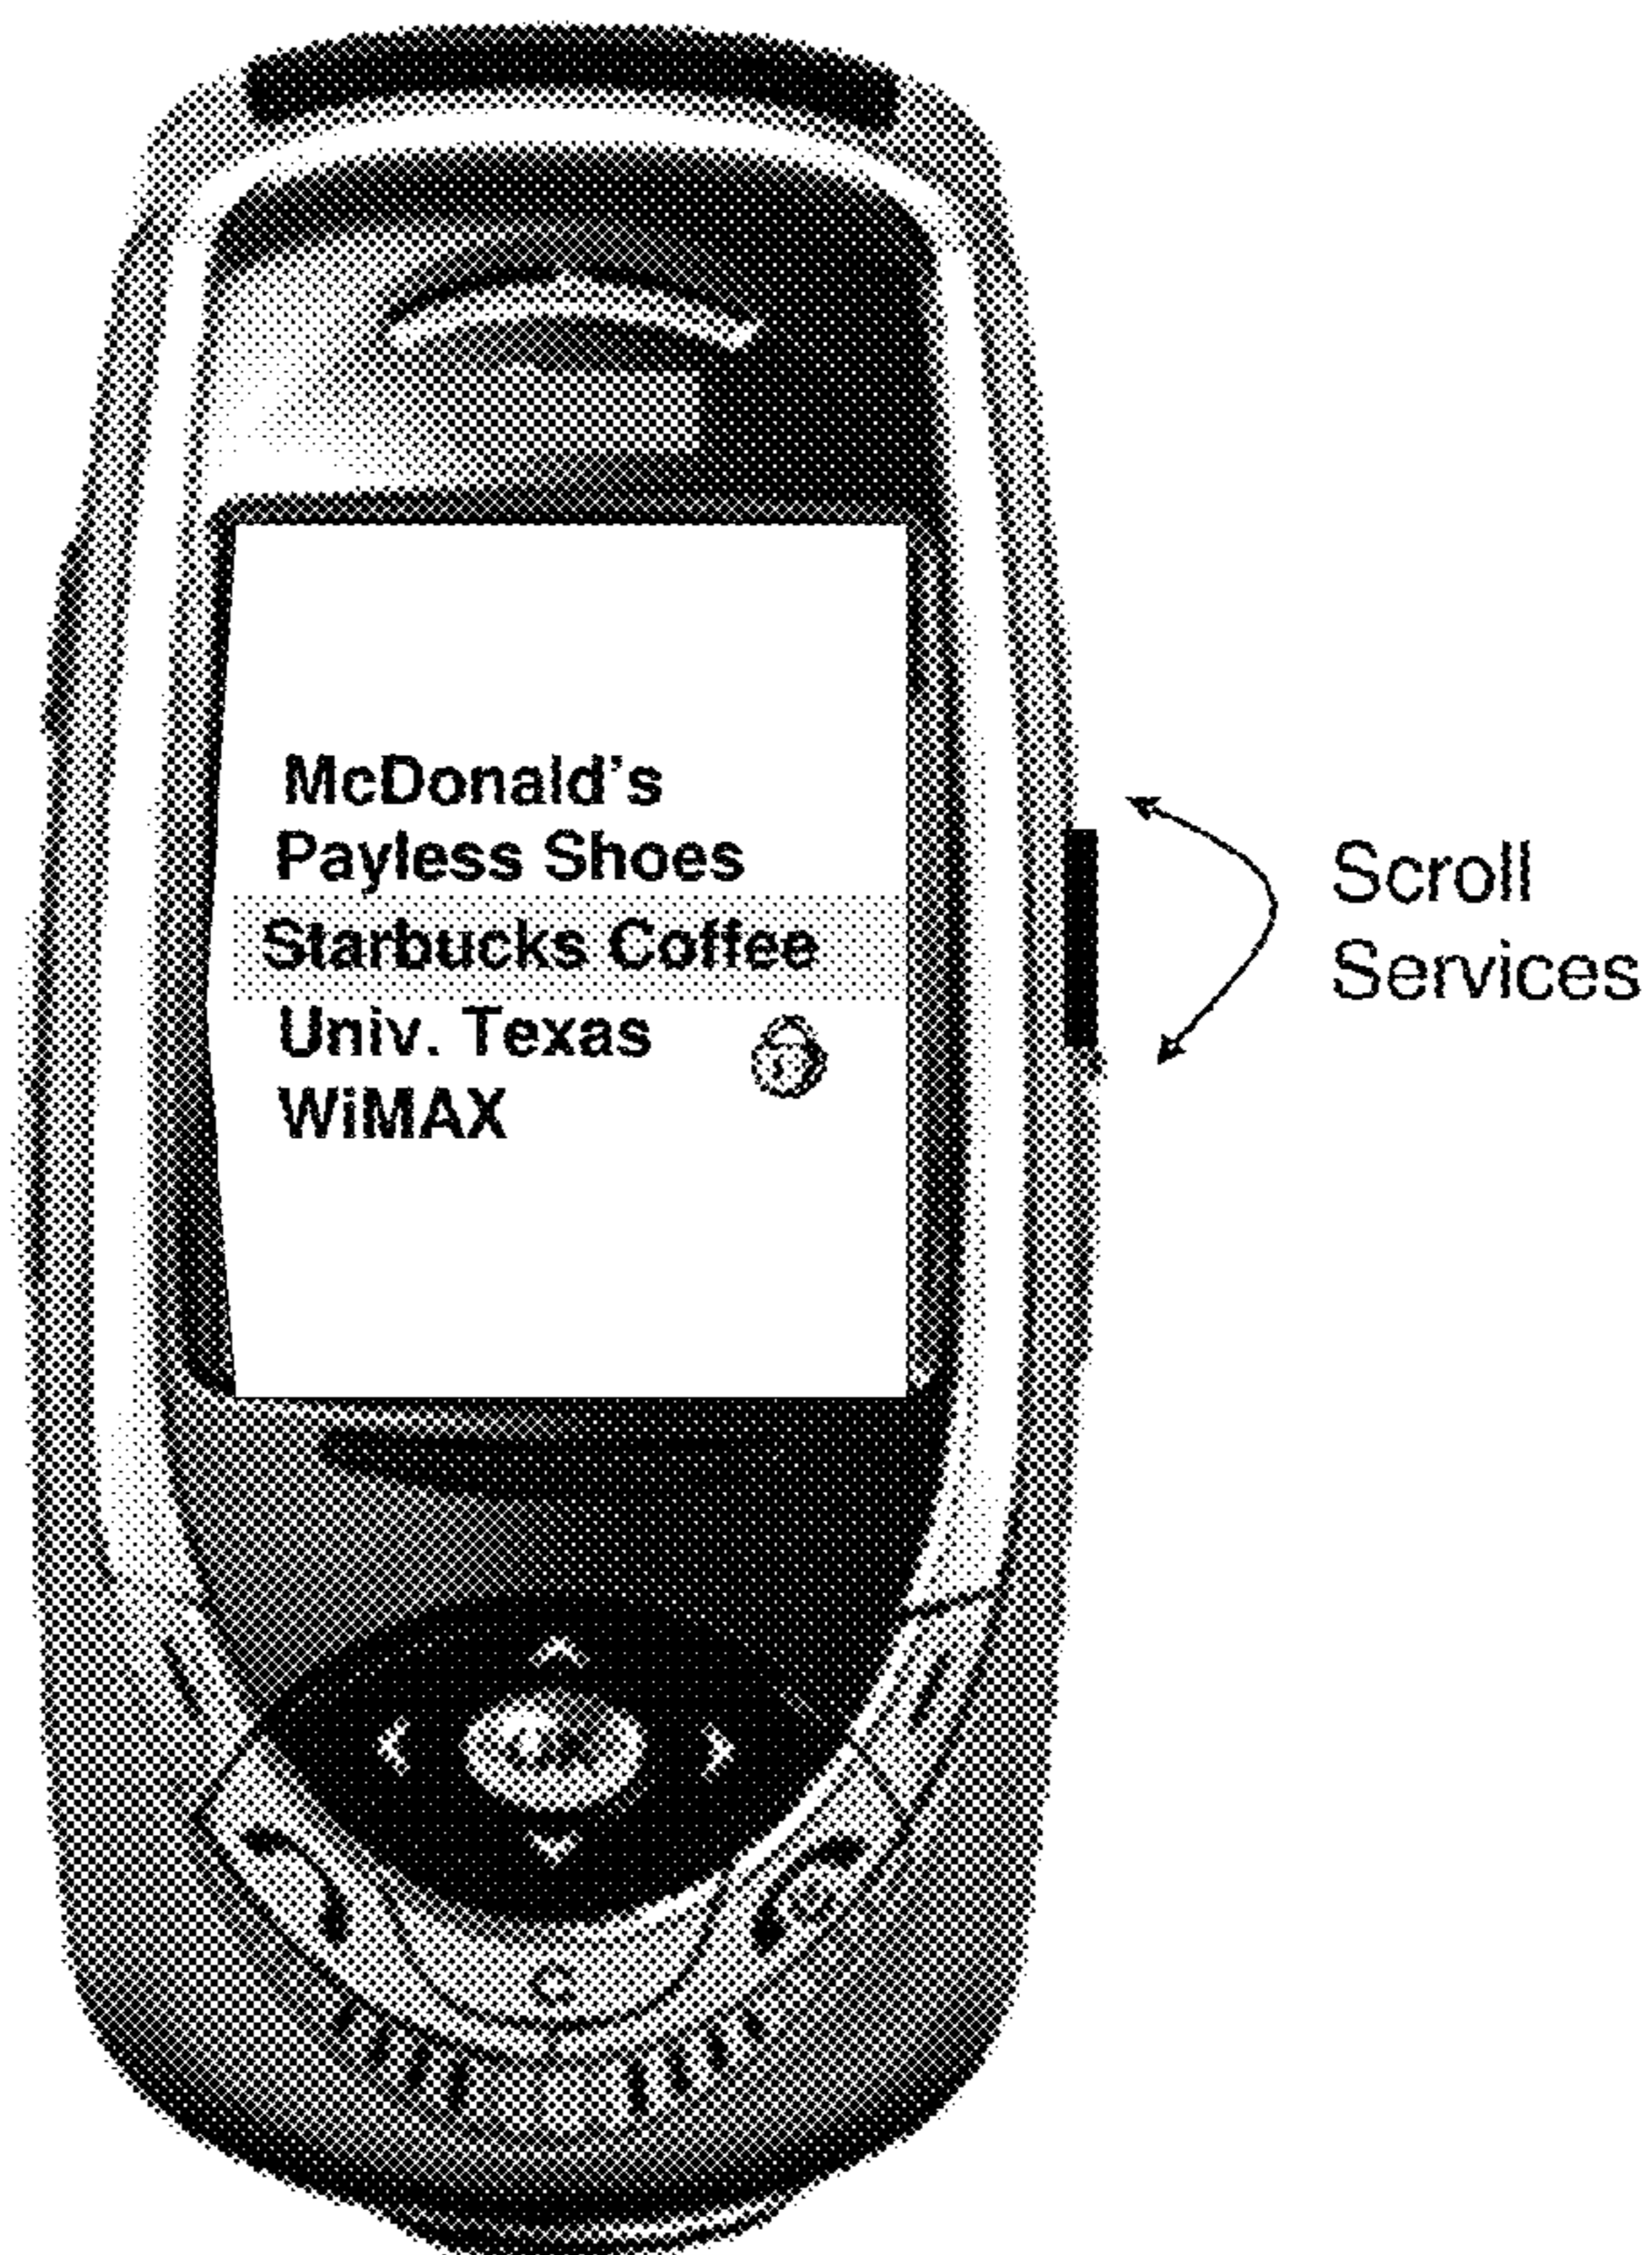 McDonald's
Payless Shoes
Starbucks Coffee
Univ. Texas
WiMAX
Scroll
Services
C